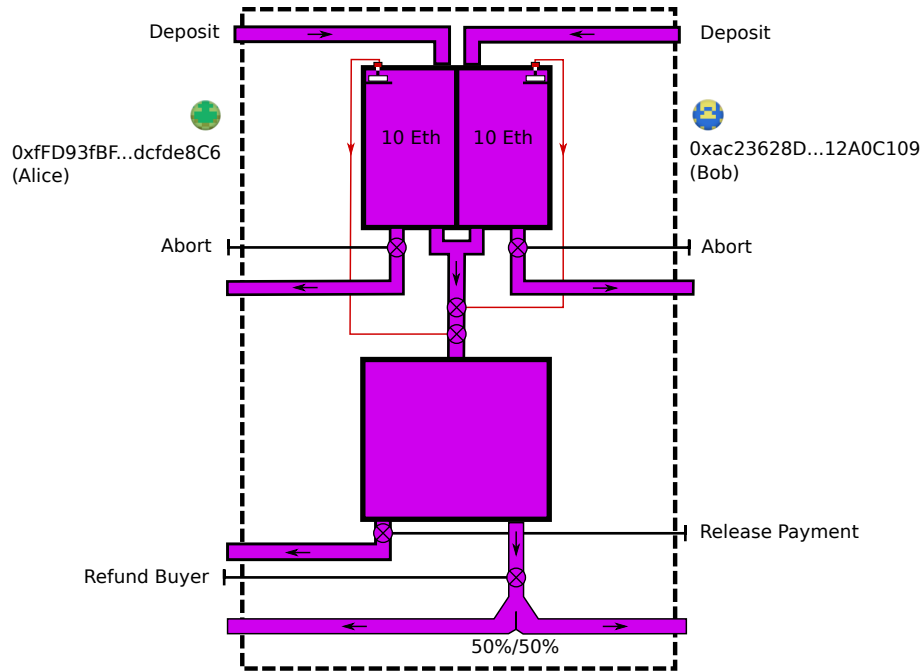 Deposit
Deposit
10 Eth
10 Eth
0xfFD93fBF...dcfde8C6
(Alice)
0xac23628D...12A0C109
(Bob)
Abort
Abort
Release Payment
Refund Buyer
50%/50%